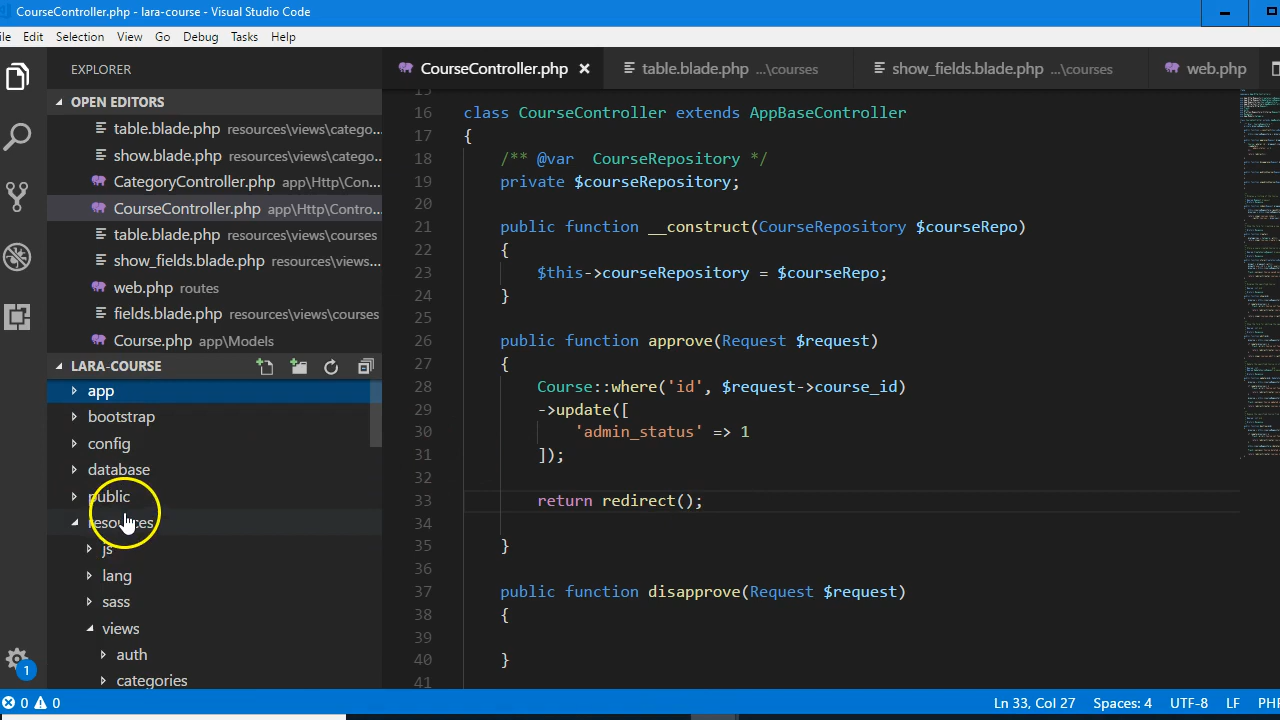 CourseController.php - lara-course - Visual Studio Code
ile Edit Selection View Go Debug Tasks Help
EXPLORER
OPEN EDITORS
table.blade.php resources\views\catego...
show.blade.php resources\views\catego...
CategoryController.php app\Http\Con...
CourseController.php app\Http\Contro...
table.blade.php resources\views\courses
show_fields.blade.php resources\views...
web.php routes
fields.blade.php resources\views\courses
Course.php app\Models
LARA-COURSE
app
bootstrap
config
database
public
resources
js
lang
sass
views
auth
categories
1
CourseController.php
table.blade.php ...\courses
show_fields.blade.php ...\courses
web.php
15
16 class CourseController extends AppBaseController
17 {
18 /** @var CourseRepository */
19 private $courseRepository;
20
21 public function __construct(CourseRepository $courseRepo)
22 {
23 $this->courseRepository = $courseRepo;
24 }
25
26 public function approve(Request $request)
27 {
28 Course::where('id', $request->course_id)
29 ->update([
30 'admin_status' => 1
31 ]);
32
33 return redirect();
34
35 }
36
37 public function disapprove(Request $request)
38 {
39
40 }
41
0 0 Ln 33, Col 27 Spaces: 4 UTF-8 LF PH